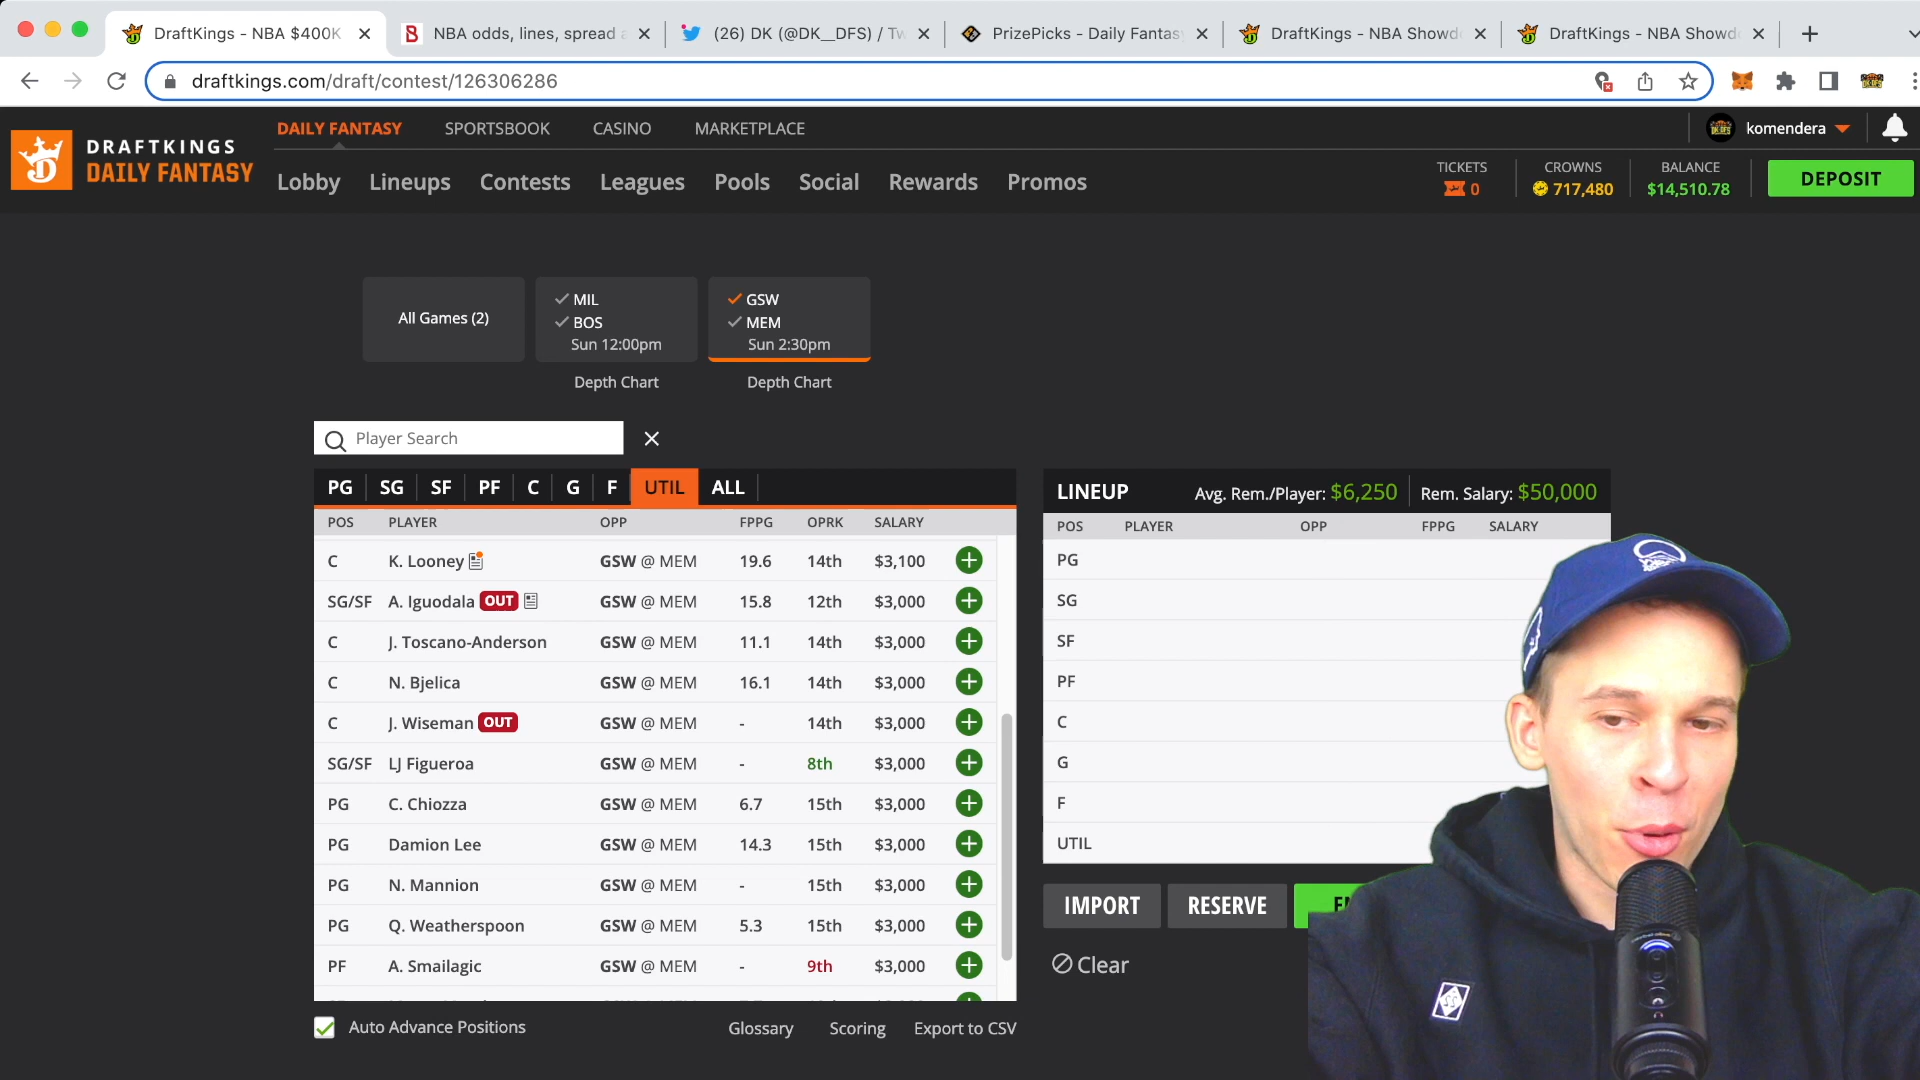 DraftKings - NBA $400K
NBA odds, lines, spread a
(26) DK (@DK__DFS) / Tw
PrizePicks - Daily Fantasy
DraftKings - NBA Showd
DraftKings - NBA Showd
draftkings.com/draft/contest/126306286
DRAFTKINGS
DAILY FANTASY
DAILY FANTASY SPORTSBOOK CASINO MARKETPLACE
komendera
Lobby Lineups Contests Leagues Pools Social Rewards Promos
TICKETS
0
CROWNS
717,480
BALANCE
$14,510.78
DEPOSIT
All Games (2)
MIL
BOS
Sun 12:00pm
Depth Chart
GSW
MEM
Sun 2:30pm
Depth Chart
Player Search
PG SG SF PF C G F UTIL ALL
POS PLAYER OPP FPPG OPRK SALARY
C K. Looney GSW @ MEM 19.6 14th $3,100
SG/SF A. Iguodala OUT GSW @ MEM 15.8 12th $3,000
C J. Toscano-Anderson GSW @ MEM 11.1 14th $3,000
C N. Bjelica GSW @ MEM 16.1 14th $3,000
C J. Wiseman OUT GSW @ MEM - 14th $3,000
SG/SF LJ Figueroa GSW @ MEM - 8th $3,000
PG C. Chiozza GSW @ MEM 6.7 15th $3,000
PG Damion Lee GSW @ MEM 14.3 15th $3,000
PG N. Mannion GSW @ MEM - 15th $3,000
PG Q. Weatherspoon GSW @ MEM 5.3 15th $3,000
PF A. Smailagic GSW @ MEM - 9th $3,000
Auto Advance Positions
Glossary Scoring Export to CSV
LINEUP Avg. Rem./Player: $6,250 Rem. Salary: $50,000
POS PLAYER OPP FPPG SALARY
PG
SG
SF
PF
C
G
F
UTIL
IMPORT RESERVE
Clear